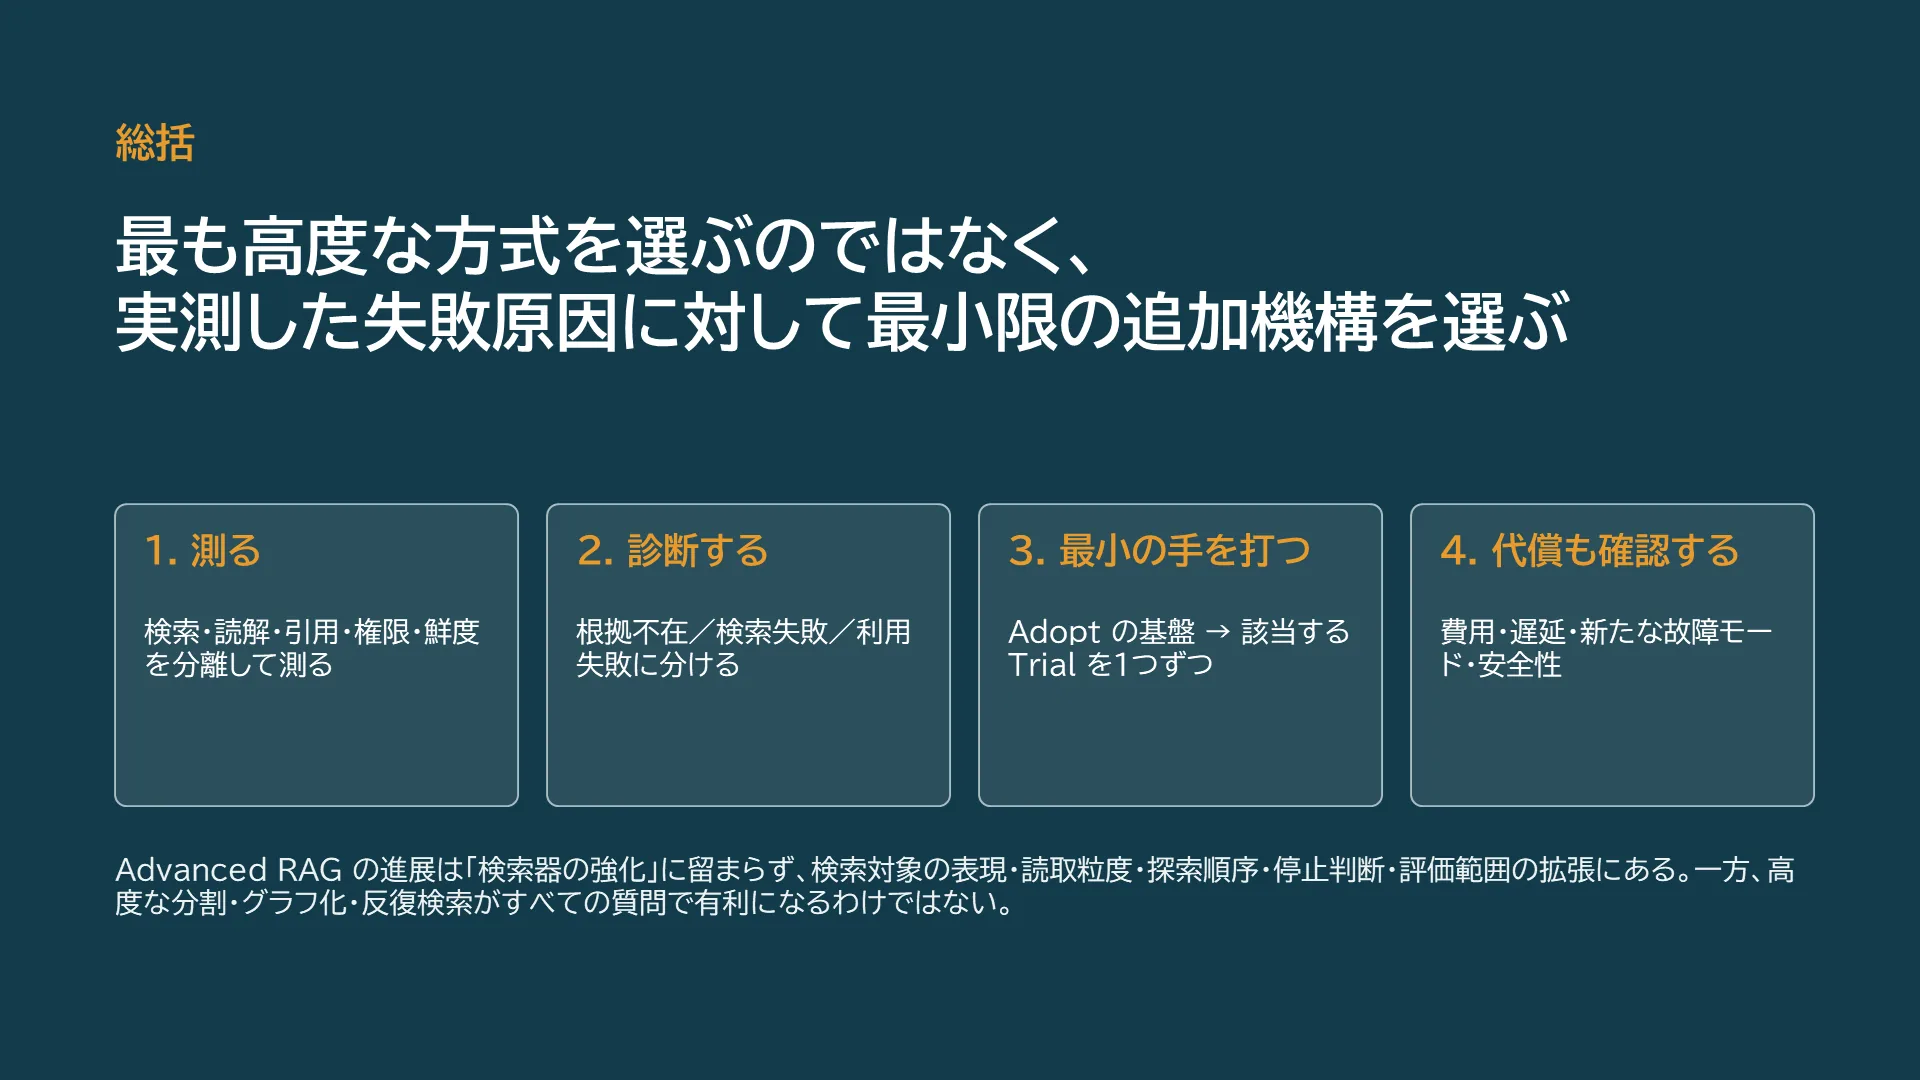 総括
最も高度な方式を選ぶのではなく、
実測した失敗原因に対して最小限の追加機構を選ぶ
1. 測る
検索・読解・引用・権限・鮮度
を分離して測る
2. 診断する
根拠不在／検索失敗／利用
失敗に分ける
3. 最小の手を打つ
Adopt の基盤 → 該当する
Trial を1つずつ
4. 代償も確認する
費用・遅延・新たな故障モー
ド・安全性
Advanced RAG の進展は「検索器の強化」に留まらず、検索対象の表現・読取粒度・探索順序・停止判断・評価範囲の拡張にある。一方、高
度な分割・グラフ化・反復検索がすべての質問で有利になるわけではない。